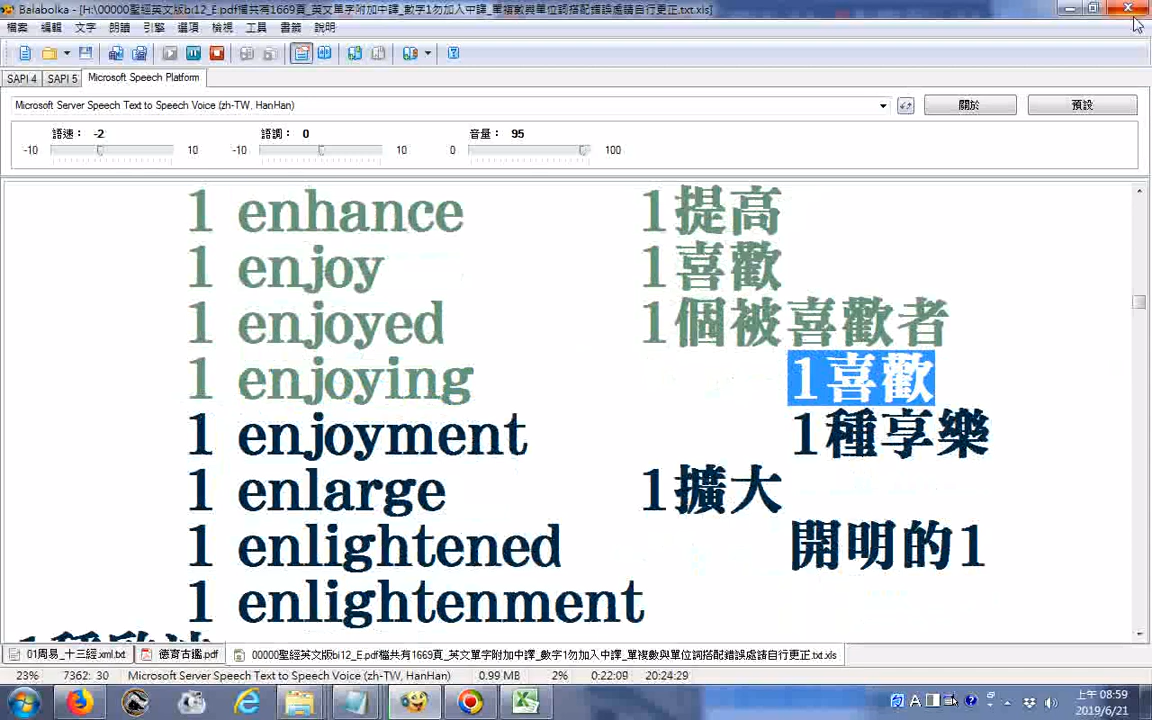 Balabolka - [H:\00000聖經英文版bi12_E.pdf檔共有1669頁_英文單字附加中譯_數字1勿加入中譯_單複數與單位詞搭配錯誤處請自行更正.txt.xls]
檔案 編輯 文字 朗讀 引擎 選項 檢視 工具 書籤 說明
SAPI 4 SAPI 5 Microsoft Speech Platform
Microsoft Server Speech Text to Speech Voice (zh-TW, HanHan) 關於 預設
語速： -2 語調： 0 音量： 95
-10 10 -10 10 0 100
1 enhance 1提高
1 enjoy 1喜歡
1 enjoyed 1個被喜歡者
1 enjoying 1喜歡
1 enjoyment 1種享樂
1 enlarge 1擴大
1 enlightened 開明的1
1 enlightenment
01周易_十三經.xml.txt 德育古鑑.pdf 00000聖經英文版bi12_E.pdf檔共有1669頁_英文單字附加中譯_數字1勿加入中譯_單複數與單位詞搭配錯誤處請自行更正.txt.xls
23% 7362: 30 Microsoft Server Speech Text to Speech Voice (zh-TW, HanHan) 0.99 MB 2% 0:22:09 20:24:29
上午 08:59
2019/6/21